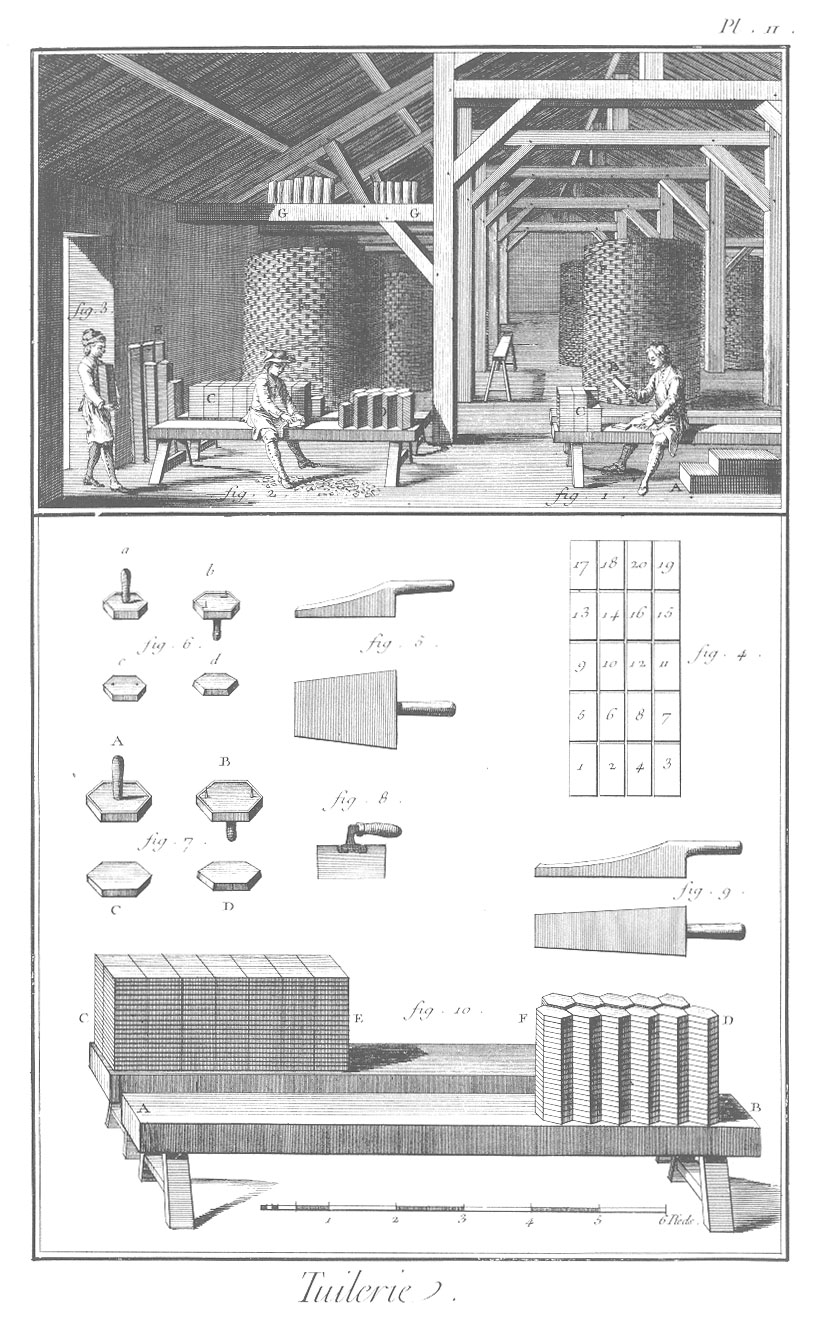 Pl . II .
G G
fig. 3
E
C
D
B
C
A
fig . 2 .
fig . 1 .
a
b
fig . 6 .
c d
fig . 5 .
17 18 20 19
13 14 16 15
9 10 12 11
5 6 8 7
1 2 4 3
fig . 4 .
A
B
fig . 7 .
C D
fig . 8 .
fig . 9 .
C
E
fig . 10 .
F
D
A
B
1 2 3 4 5 6 Pieds .
Tuilerie .